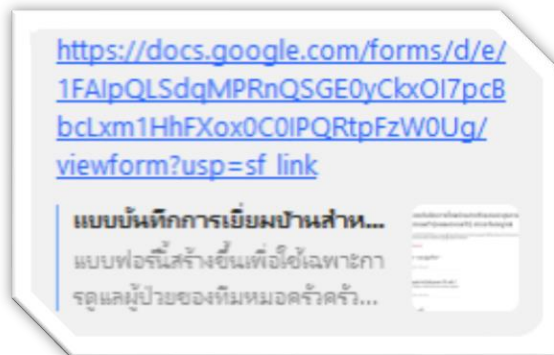 https://docs.google.com/forms/d/e/
1FAIpQLSdqMPRnQSGE0yCkxOI7pcB
bcLxm1HhFXox0C0IPQRtpFzW0Ug/
viewform?usp=sf_link
แบบบันทึกการเยี่ยมบ้านสำห...
แบบฟอร์นี้สร้างขึ้นเพื่อใช้เฉพาะกา
รดูแลผู้ป่วยของทีมหมอครัวครัว...